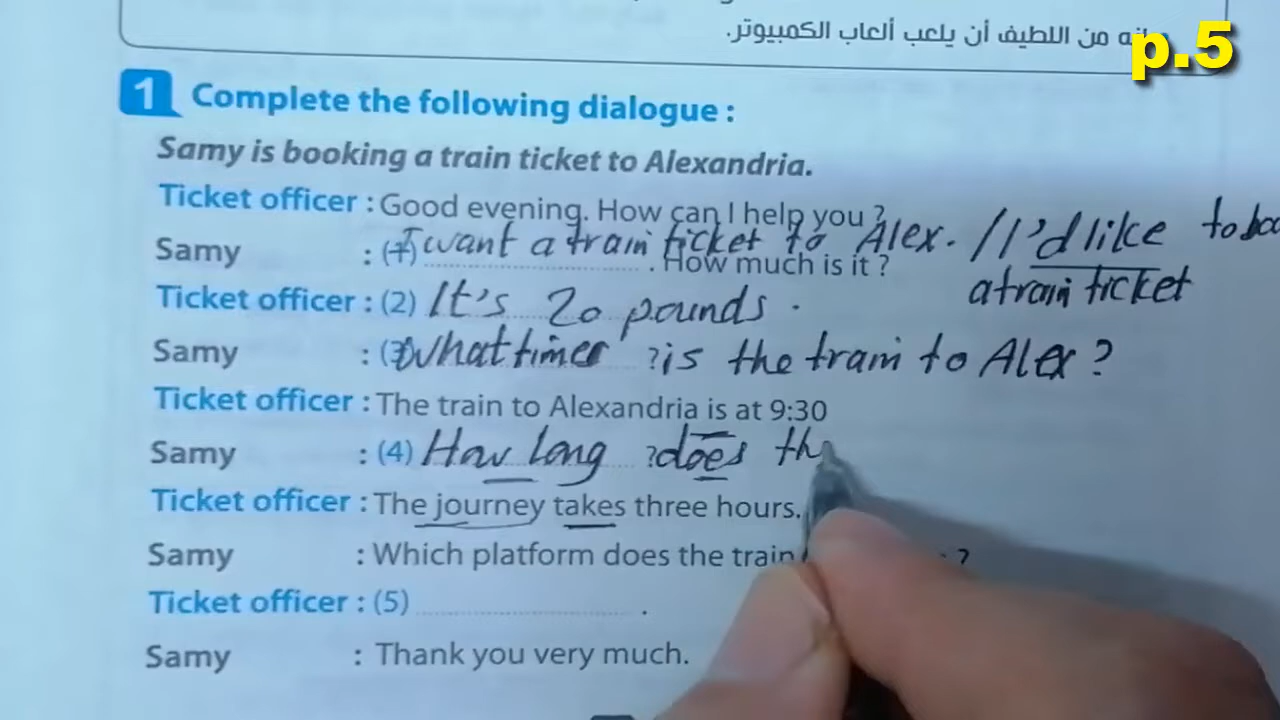 من اللطيف أن يلعب ألعاب الكمبيوتر.
p.5
1 Complete the following dialogue :
Samy is booking a train ticket to Alexandria.
Ticket officer : Good evening. How can I help you ?
Samy : (1) I want a train ticket to Alex. // I'd like to
a train ticket
. How much is it ?
Ticket officer : (2) It's 20 pounds .
Samy : (3) What time ? is the train to Alex ?
Ticket officer : The train to Alexandria is at 9:30
Samy : (4) How long ? does th
Ticket officer : The journey takes three hours.
Samy : Which platform does the train ?
Ticket officer : (5) .
Samy : Thank you very much.